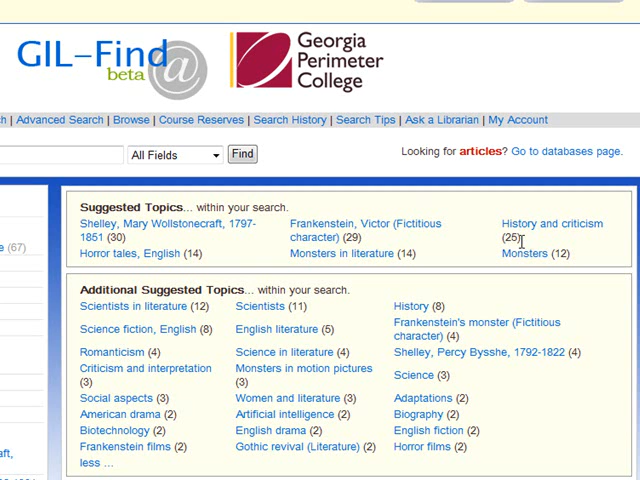 GIL-Find
beta
@
Georgia
Perimeter
College
h | Advanced Search | Browse | Course Reserves | Search History | Search Tips | Ask a Librarian | My Account
All Fields Find
Looking for articles? Go to databases page.
Suggested Topics... within your search.
Shelley, Mary Wollstonecraft, 1797-
1851 (30)
Frankenstein, Victor (Fictitious
character) (29)
History and criticism
(25)
e (67)
Horror tales, English (14) Monsters in literature (14) Monsters (12)
Additional Suggested Topics... within your search.
Scientists in literature (12) Scientists (11) History (8)
Science fiction, English (8) English literature (5)
Frankenstein's monster (Fictitious
character) (4)
Romanticism (4) Science in literature (4) Shelley, Percy Bysshe, 1792-1822 (4)
Criticism and interpretation
(3)
Monsters in motion pictures
(3)
Science (3)
Social aspects (3) Women and literature (3) Adaptations (2)
American drama (2) Artificial intelligence (2) Biography (2)
Biotechnology (2) English drama (2) English fiction (2)
Frankenstein films (2) Gothic revival (Literature) (2) Horror films (2)
aft,
less ...